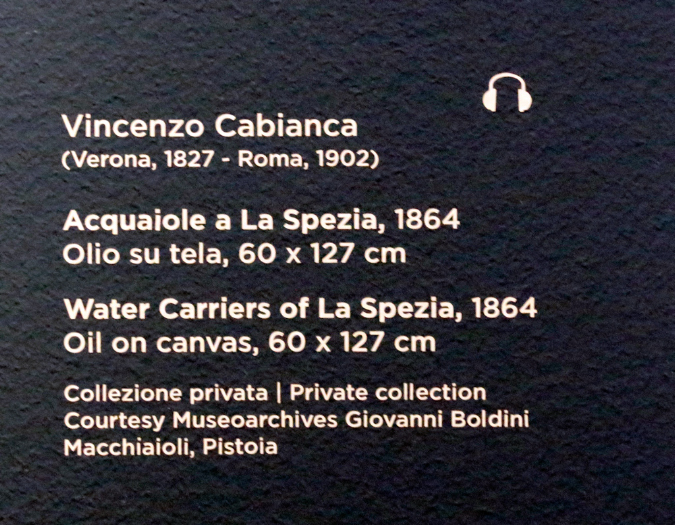 Vincenzo Cabianca
(Verona, 1827 - Roma, 1902)
Acquaiole a La Spezia, 1864
Olio su tela, 60 x 127 cm
Water Carriers of La Spezia, 1864
Oil on canvas, 60 x 127 cm
Collezione privata | Private collection
Courtesy Museoarchives Giovanni Boldini
Macchiaioli, Pistoia